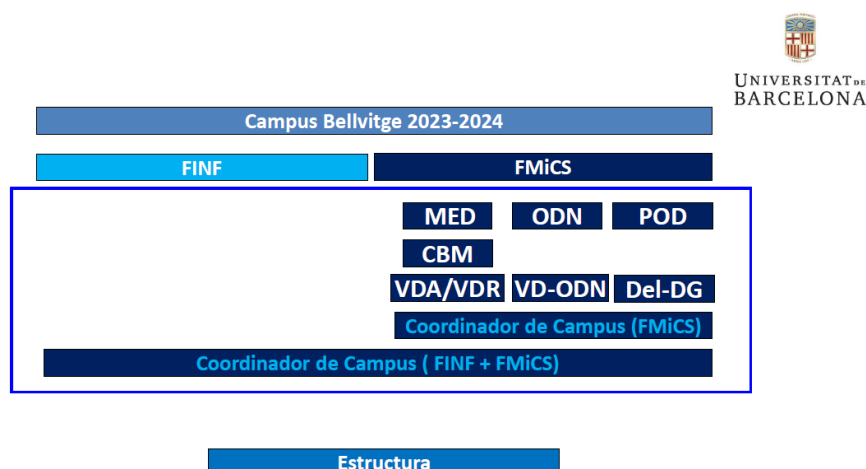 UNIVERSITAT DE
BARCELONA
Campus Bellvitge 2023-2024
FINF FMiCS
MED ODN POD
CBM
VDA/VDR VD-ODN Del-DG
Coordinador de Campus (FMiCS)
Coordinador de Campus ( FINF + FMiCS)
Estructura